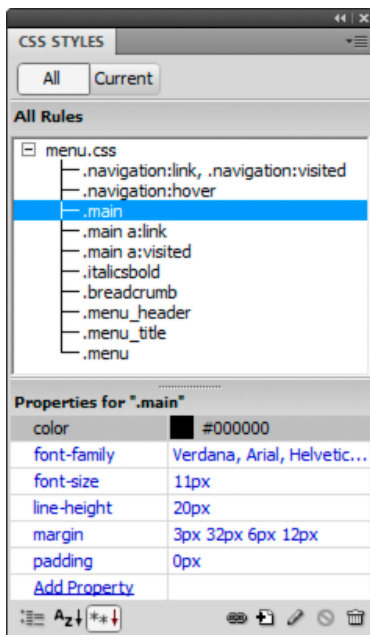 CSS STYLES
All Current
All Rules
menu.css
.navigation:link, .navigation:visited
.navigation:hover
.main
.main a:link
.main a:visited
.italicsbold
.breadcrumb
.menu_header
.menu_title
.menu
Properties for ".main"
color #000000
font-family Verdana, Arial, Helvetic...
font-size 11px
line-height 20px
margin 3px 32px 6px 12px
padding 0px
Add Property
Az↓ **↓